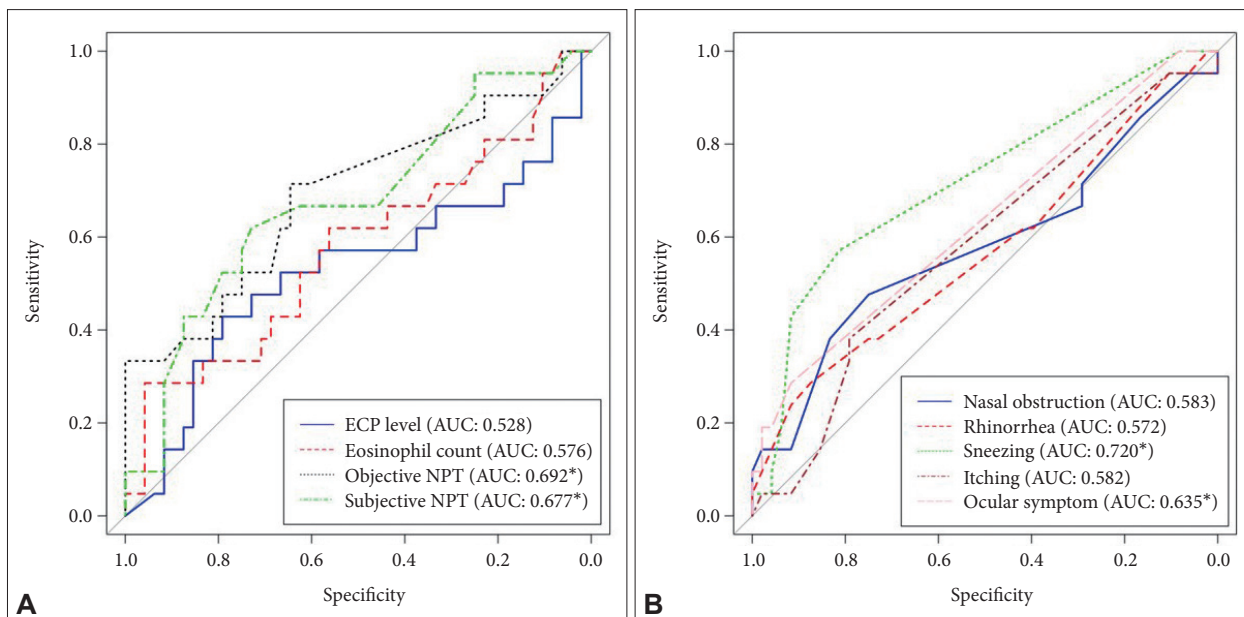 1.0
0.8
0.6
0.4
0.2
0.0
Sensitivity
ECP level (AUC: 0.528)
Eosinophil count (AUC: 0.576)
Objective NPT (AUC: 0.692*)
Subjective NPT (AUC: 0.677*)
1.0 0.8 0.6 0.4 0.2 0.0
Specificity
A
1.0
0.8
0.6
0.4
0.2
0.0
Sensitivity
Nasal obstruction (AUC: 0.583)
Rhinorrhea (AUC: 0.572)
Sneezing (AUC: 0.720*)
Itching (AUC: 0.582)
Ocular symptom (AUC: 0.635*)
1.0 0.8 0.6 0.4 0.2 0.0
Specificity
B